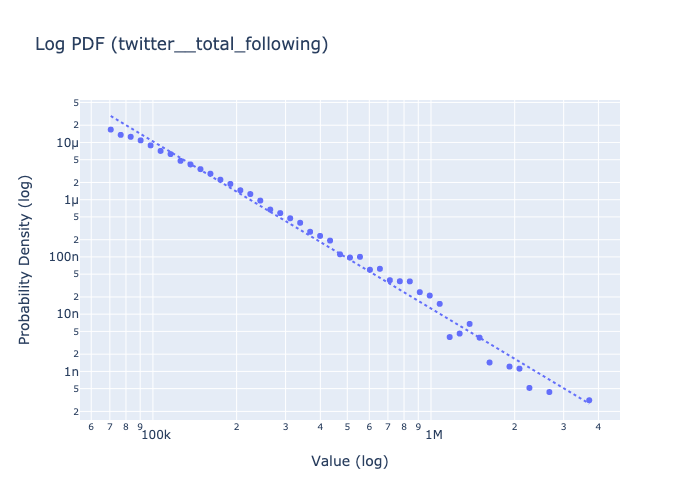 Log PDF (twitter__total_following)
Probability Density (log)
5
2
10μ
5
2
1μ
5
2
100n
5
2
10n
5
2
1n
5
2
6 7 8 9 100k 2 3 4 5 6 7 8 9 1M 2 3 4
Value (log)